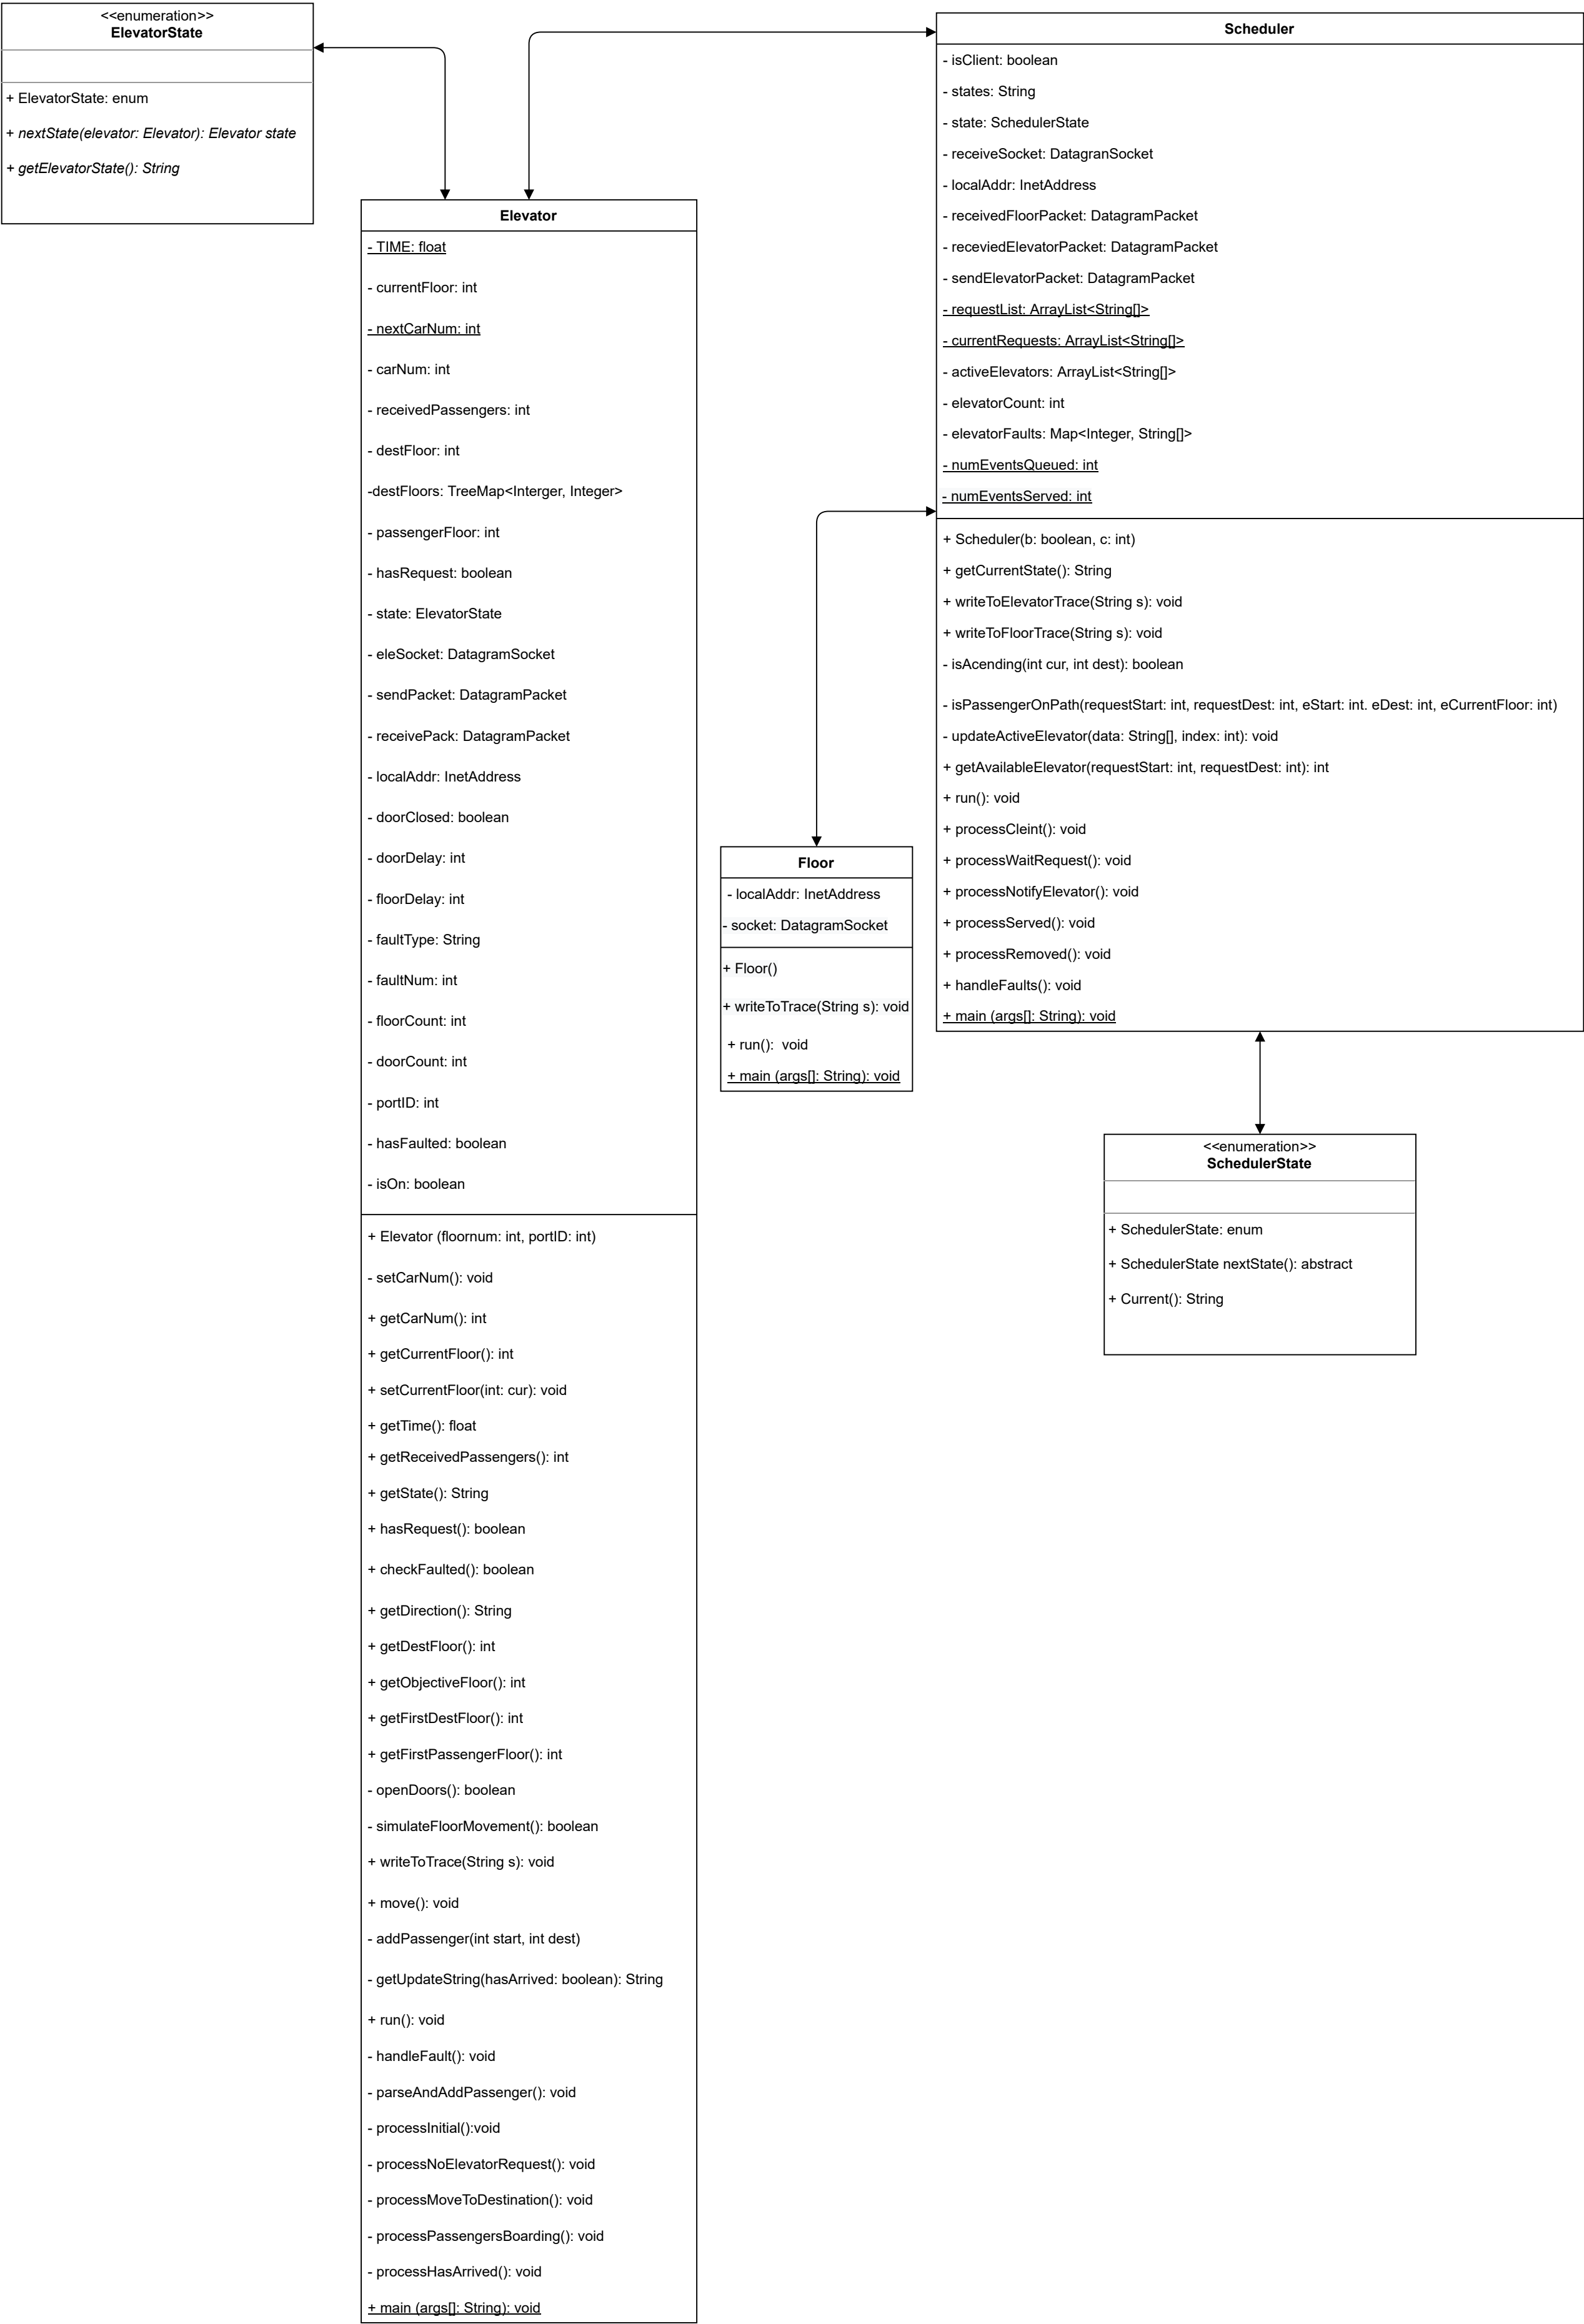 <<enumeration>>
ElevatorState
+ ElevatorState: enum
+ nextState(elevator: Elevator): Elevator state
+ getElevatorState(): String
Scheduler
- isClient: boolean
- states: String
- state: SchedulerState
- receiveSocket: DatagranSocket
- localAddr: InetAddress
- receivedFloorPacket: DatagramPacket
- receviedElevatorPacket: DatagramPacket
- sendElevatorPacket: DatagramPacket
- requestList: ArrayList<String[]>
- currentRequests: ArrayList<String[]>
- activeElevators: ArrayList<String[]>
- elevatorCount: int
- elevatorFaults: Map<Integer, String[]>
- numEventsQueued: int
- numEventsServed: int
+ Scheduler(b: boolean, c: int)
+ getCurrentState(): String
+ writeToElevatorTrace(String s): void
+ writeToFloorTrace(String s): void
- isAcending(int cur, int dest): boolean
- isPassengerOnPath(requestStart: int, requestDest: int, eStart: int. eDest: int, eCurrentFloor: int)
- updateActiveElevator(data: String[], index: int): void
+ getAvailableElevator(requestStart: int, requestDest: int): int
+ run(): void
+ processCleint(): void
+ processWaitRequest(): void
+ processNotifyElevator(): void
+ processServed(): void
+ processRemoved(): void
+ handleFaults(): void
+ main (args[]: String): void
Elevator
- TIME: float
- currentFloor: int
- nextCarNum: int
- carNum: int
- receivedPassengers: int
- destFloor: int
-destFloors: TreeMap<Interger, Integer>
- passengerFloor: int
- hasRequest: boolean
- state: ElevatorState
- eleSocket: DatagramSocket
- sendPacket: DatagramPacket
- receivePack: DatagramPacket
- localAddr: InetAddress
- doorClosed: boolean
- doorDelay: int
- floorDelay: int
- faultType: String
- faultNum: int
- floorCount: int
- doorCount: int
- portID: int
- hasFaulted: boolean
- isOn: boolean
+ Elevator (floornum: int, portID: int)
- setCarNum(): void
+ getCarNum(): int
+ getCurrentFloor(): int
+ setCurrentFloor(int: cur): void
+ getTime(): float
+ getReceivedPassengers(): int
+ getState(): String
+ hasRequest(): boolean
+ checkFaulted(): boolean
+ getDirection(): String
+ getDestFloor(): int
+ getObjectiveFloor(): int
+ getFirstDestFloor(): int
+ getFirstPassengerFloor(): int
- openDoors(): boolean
- simulateFloorMovement(): boolean
+ writeToTrace(String s): void
+ move(): void
- addPassenger(int start, int dest)
- getUpdateString(hasArrived: boolean): String
+ run(): void
- handleFault(): void
- parseAndAddPassenger(): void
- processInitial():void
- processNoElevatorRequest(): void
- processMoveToDestination(): void
- processPassengersBoarding(): void
- processHasArrived(): void
+ main (args[]: String): void
Floor
- localAddr: InetAddress
- socket: DatagramSocket
+ Floor()
+ writeToTrace(String s): void
+ run():  void
+ main (args[]: String): void
<<enumeration>>
SchedulerState
+ SchedulerState: enum
+ SchedulerState nextState(): abstract
+ Current(): String